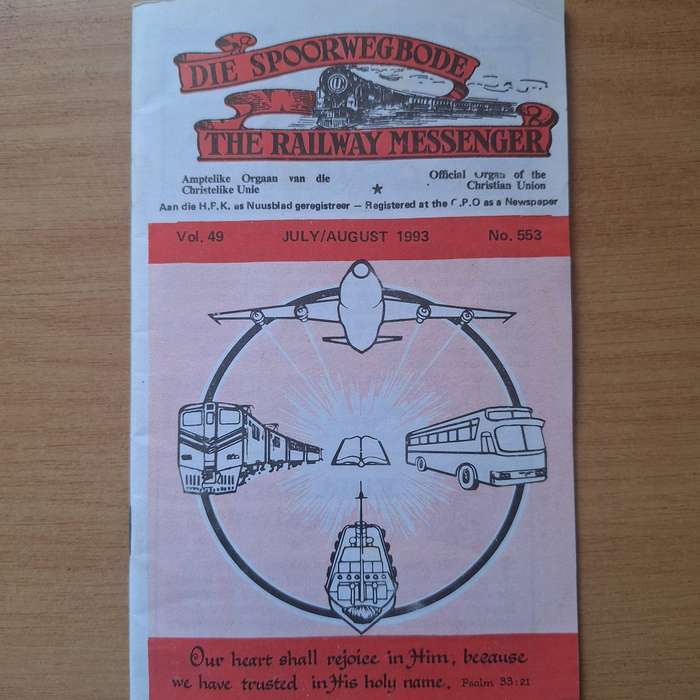 DIE SPOORWEGBODE
THE RAILWAY MESSENGER
Amptelike Orgaan van die
Christelike Unie
Official Organ of the
Christian Union
Aan die H.P.K. as Nuusblad geregistreer — Registered at the G.P.O as a Newspaper
Vol. 49 JULY/AUGUST 1993 No. 553
Our heart shall rejoice in Him, because
we have trusted in His holy name. Psalm 33:21